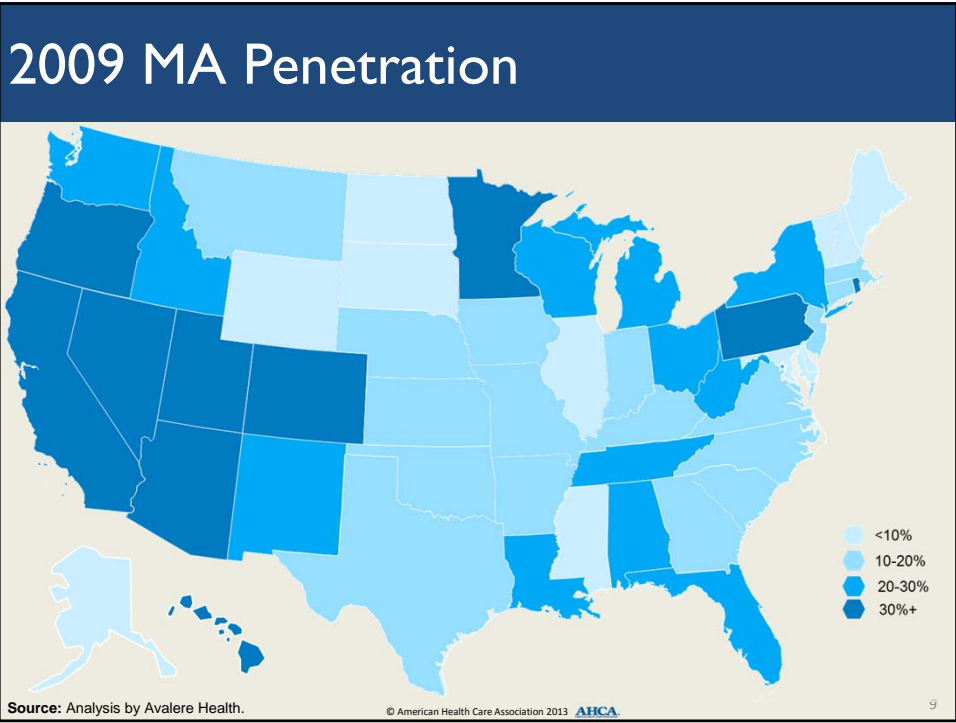 2009 MA Penetration
<10%
10-20%
20-30%
30%+
Source: Analysis by Avalere Health.
© American Health Care Association 2013 AHCA
9